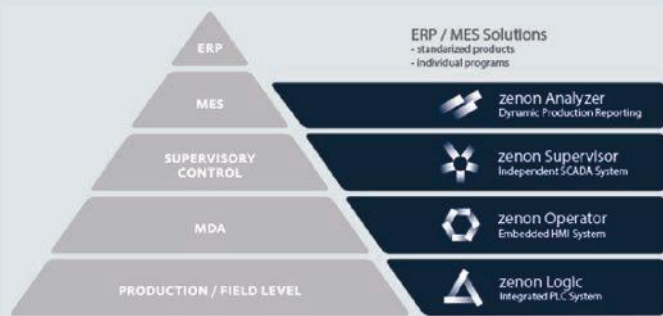 ERP
ERP / MES Solutions
- standarized products
- individual programs
MES
zenon Analyzer
Dynamic Production Reporting
SUPERVISORY
CONTROL
zenon Supervisor
Independent SCADA System
MDA
zenon Operator
Embedded HMI System
PRODUCTION / FIELD LEVEL
zenon Logic
Integrated PLC System